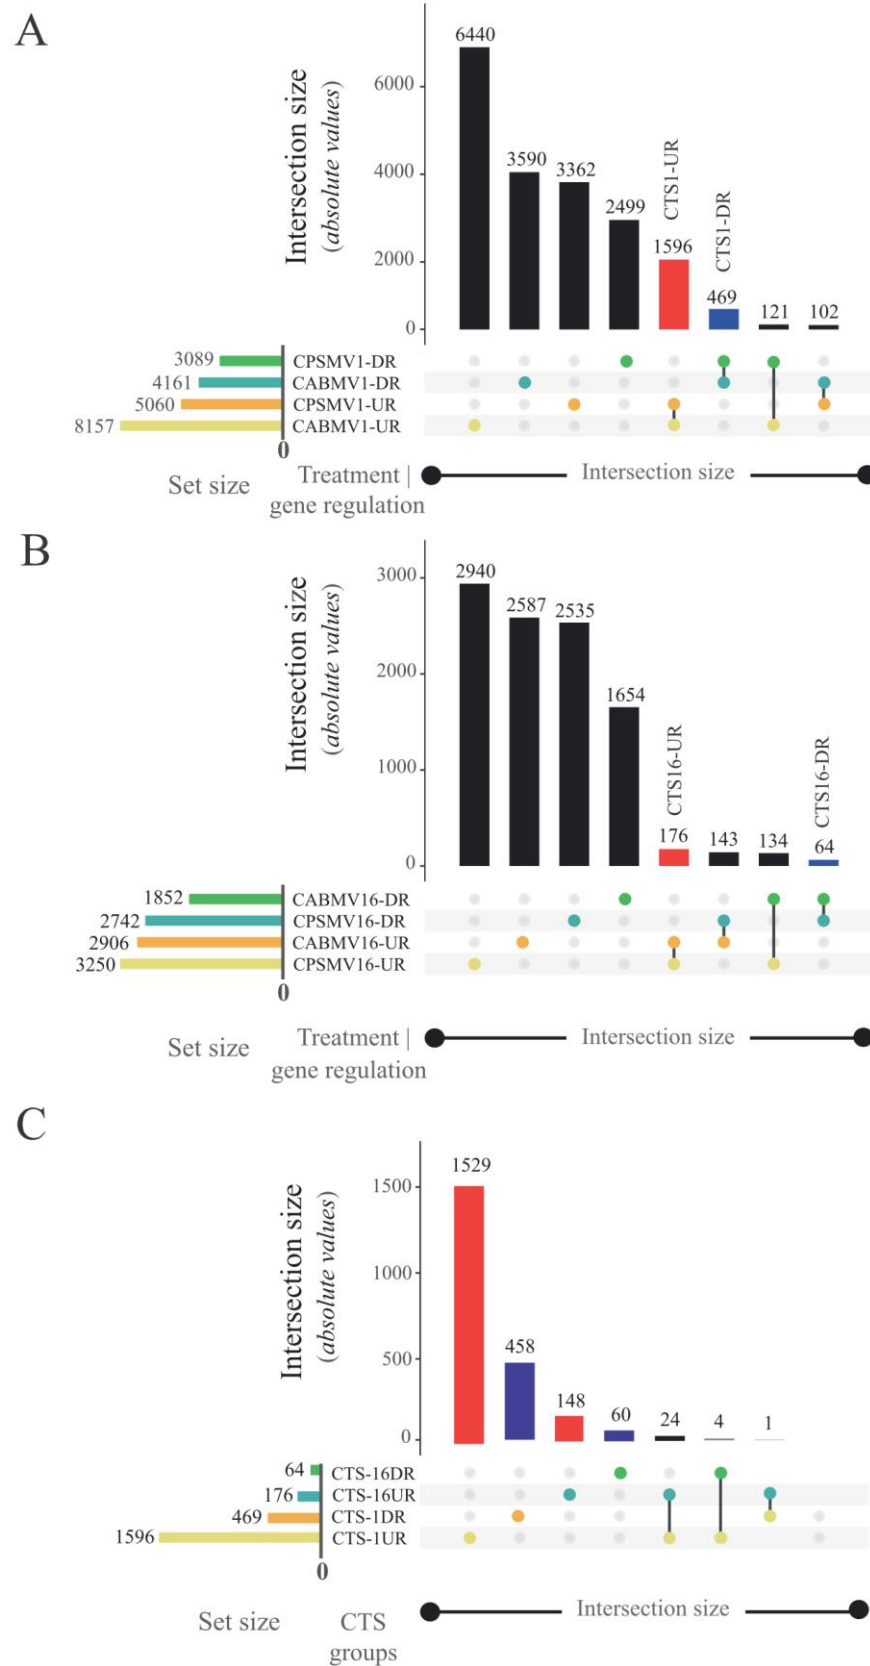 A
Intersection size
(absolute values)
6000
4000
2000
0
6440
3590
3362
2499
CTS1-UR
1596
CTS1-DR
469
121
102
3089 CPSMV1-DR
4161 CABMV1-DR
5060 CPSMV1-UR
8157 CABMV1-UR
0
Set size
Treatment |
gene regulation
Intersection size
B
Intersection size
(absolute values)
3000
2000
1000
0
2940
2587
2535
1654
CTS16-UR
176
143
134
CTS16-DR
64
1852 CABMV16-DR
2742 CPSMV16-DR
2906 CABMV16-UR
3250 CPSMV16-UR
0
Set size
Treatment |
gene regulation
Intersection size
C
Intersection size
(absolute values)
1500
1000
500
0
1529
458
148
60
24
4
1
64 CTS-16DR
176 CTS-16UR
469 CTS-1DR
1596 CTS-1UR
0
Set size
CTS
groups
Intersection size